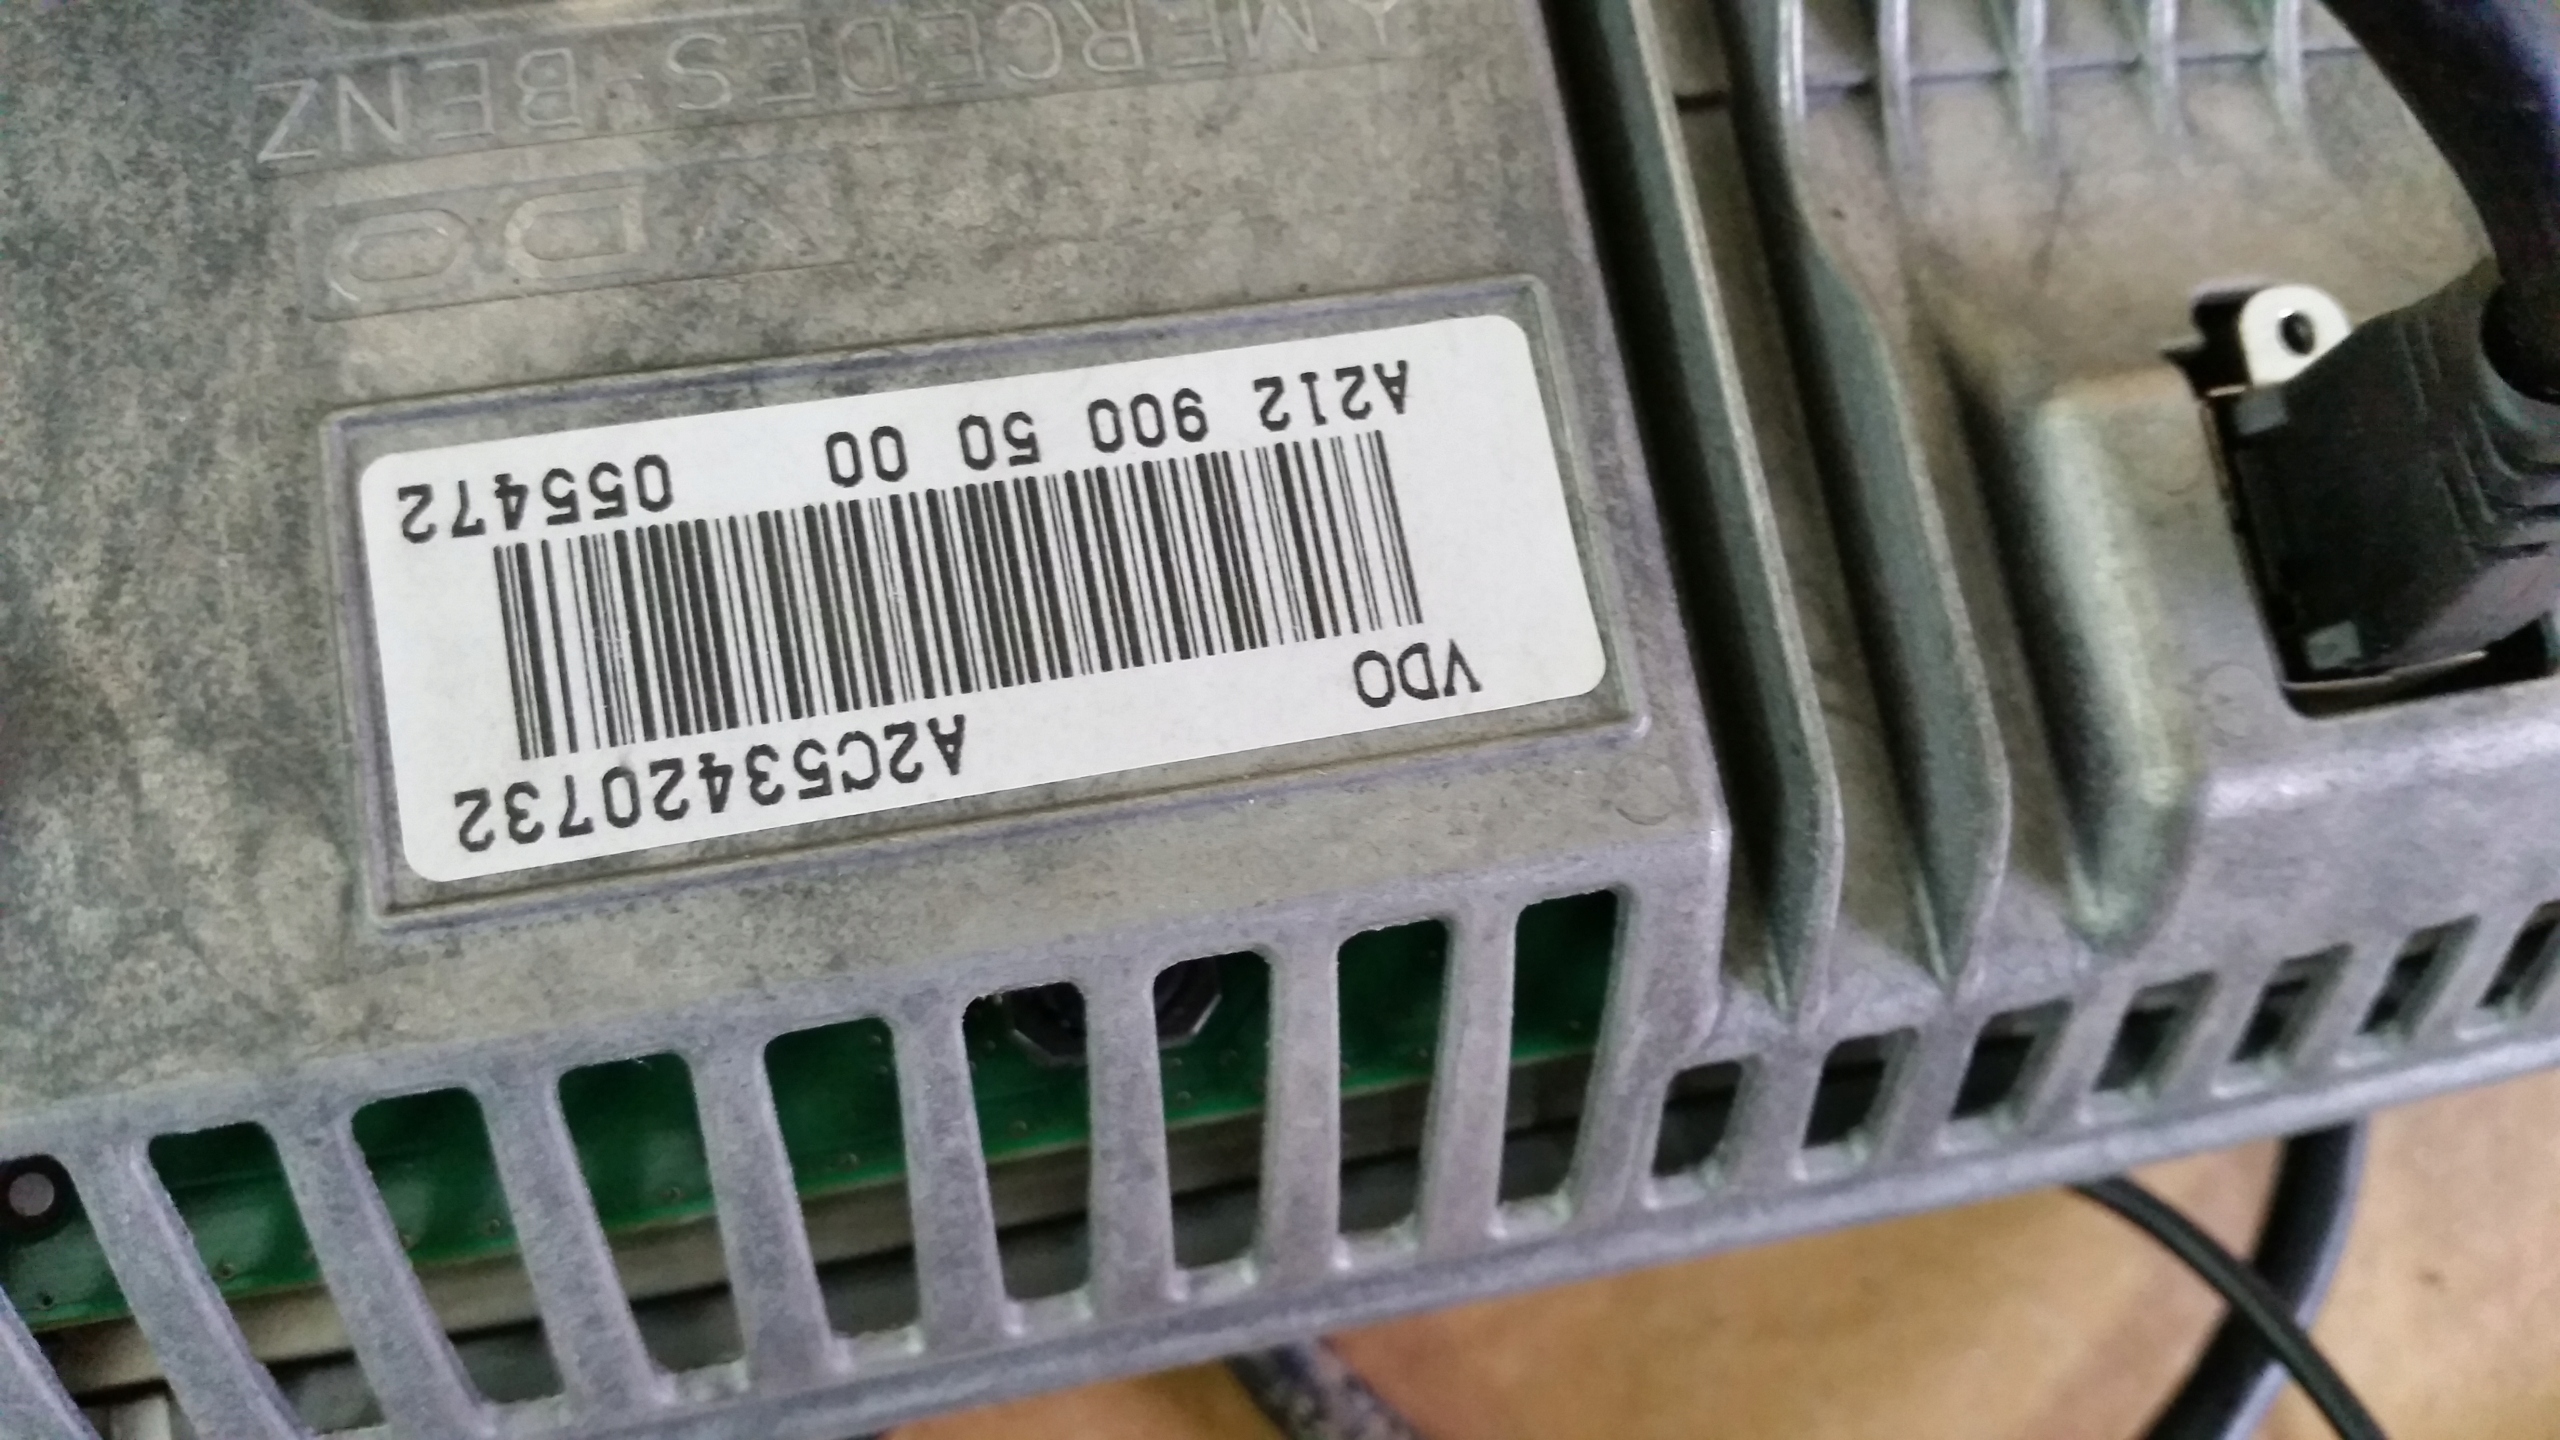 VDO A2C53420732
A212 900 50 00 055472
VDO
MERCEDES-BENZ